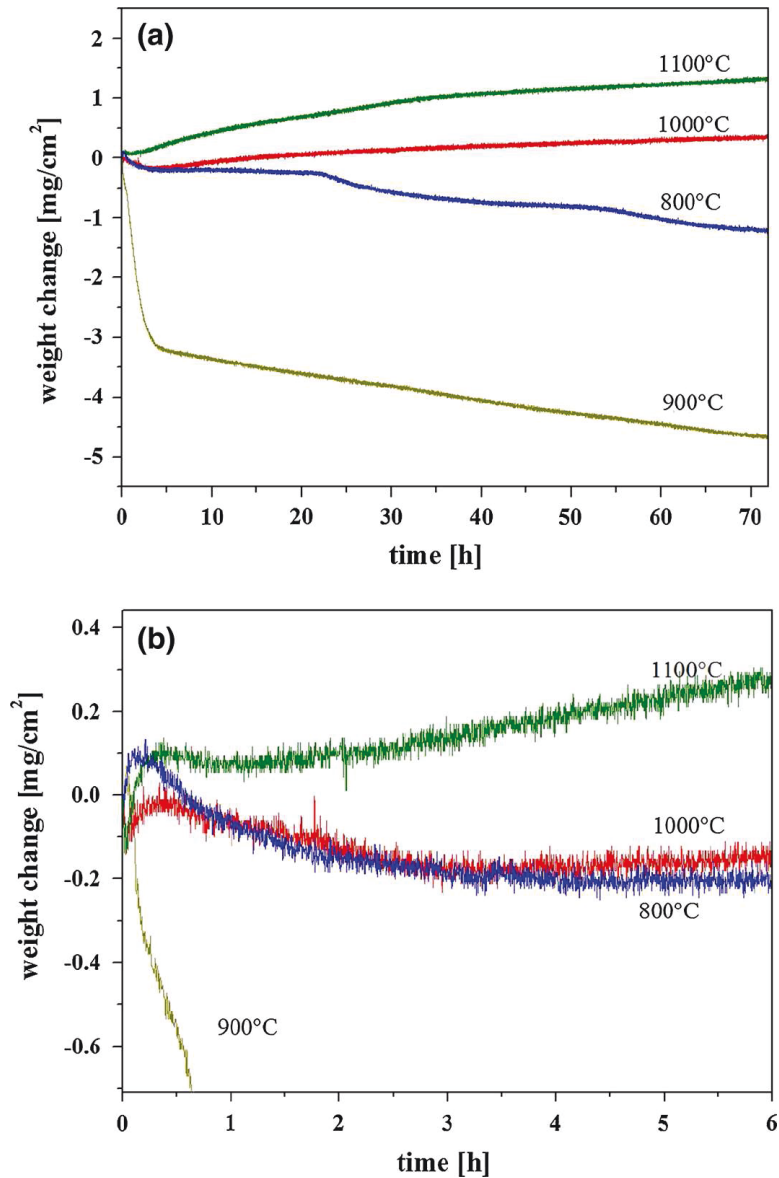 (a)
2
1
0
-1
-2
-3
-4
-5
weight change [mg/cm²]
1100°C
1000°C
800°C
900°C
0 10 20 30 40 50 60 70
time [h]
(b)
0.4
0.2
0.0
-0.2
-0.4
-0.6
weight change [mg/cm²]
1100°C
1000°C
800°C
900°C
0 1 2 3 4 5 6
time [h]